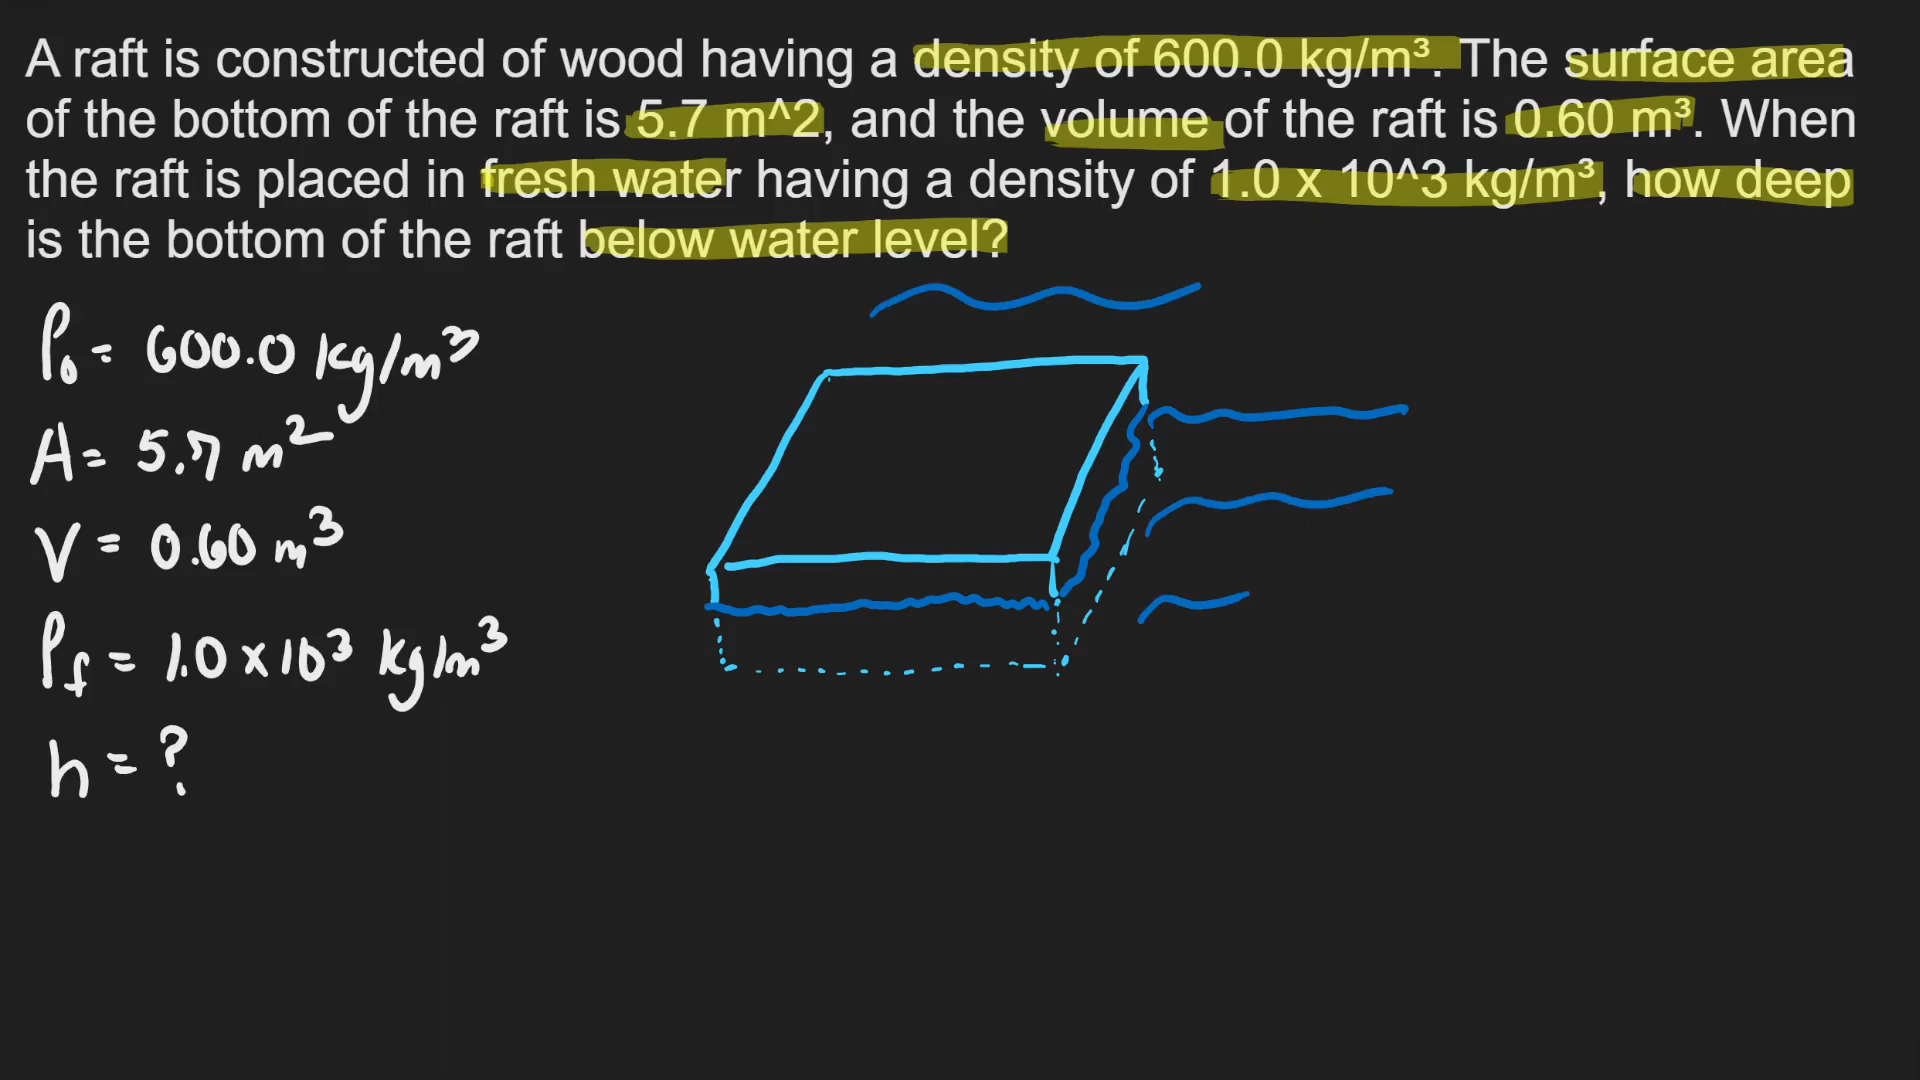 A raft is constructed of wood having a density of 600.0 kg/m³. The surface area
of the bottom of the raft is 5.7 m^2, and the volume of the raft is 0.60 m³. When
the raft is placed in fresh water having a density of 1.0 x 10^3 kg/m³, how deep
is the bottom of the raft below water level?
ρ₀ = 600.0 kg/m³
A = 5.7 m²
V = 0.60 m³
ρf = 1.0 x 10³ kg/m³
h = ?